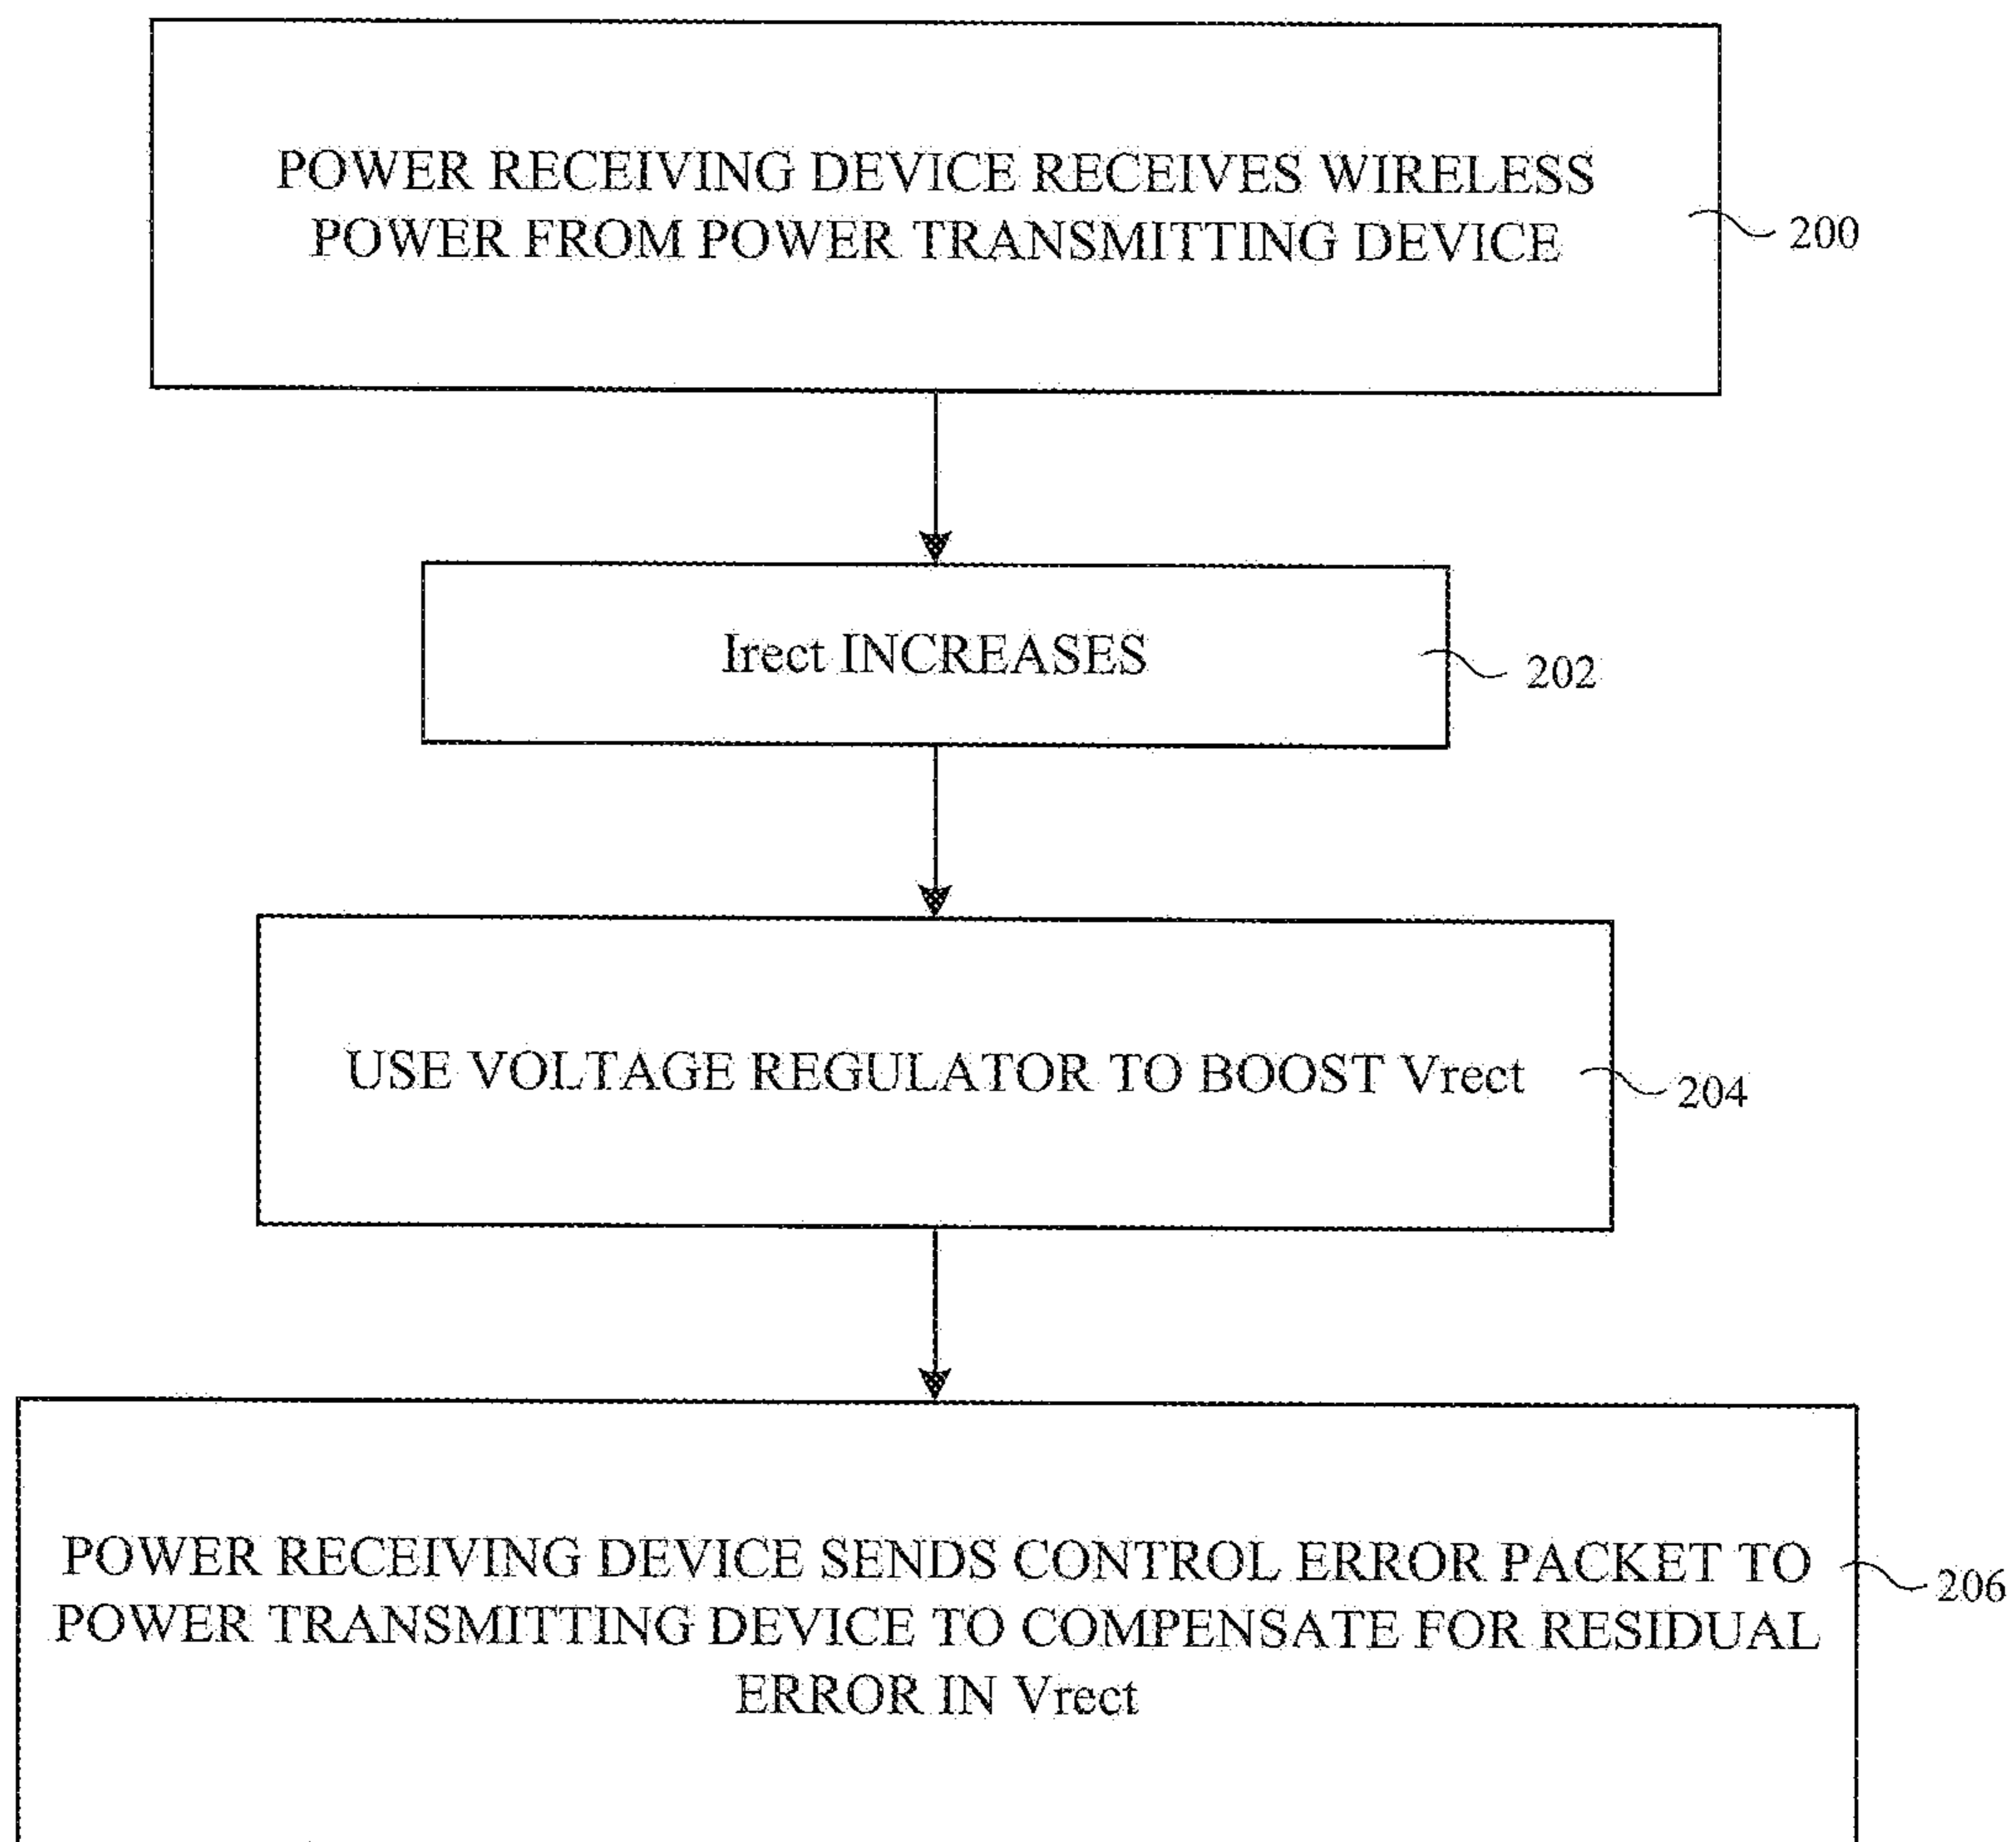 POWER RECEIVING DEVICE RECEIVES WIRELESS
POWER FROM POWER TRANSMITTING DEVICE
200
Irect INCREASES
202
USE VOLTAGE REGULATOR TO BOOST Vrect
204
POWER RECEIVING DEVICE SENDS CONTROL ERROR PACKET TO
POWER TRANSMITTING DEVICE TO COMPENSATE FOR RESIDUAL
ERROR IN Vrect
206